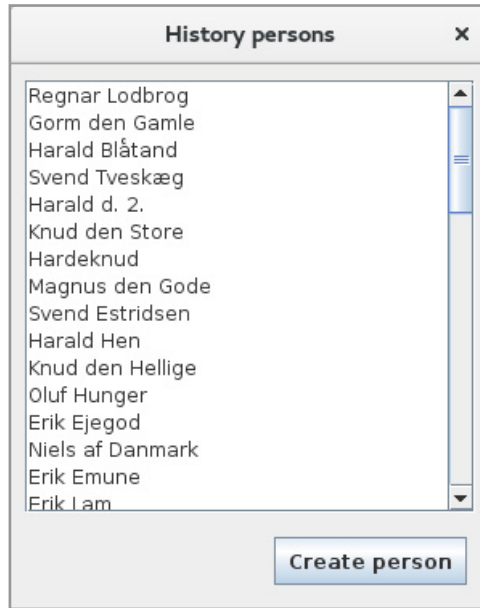 History persons
Regnar Lodbrog
Gorm den Gamle
Harald Blåtand
Svend Tveskæg
Harald d. 2.
Knud den Store
Hardeknud
Magnus den Gode
Svend Estridsen
Harald Hen
Knud den Hellige
Oluf Hunger
Erik Ejegod
Niels af Danmark
Erik Emune
Erik Lam
Create person